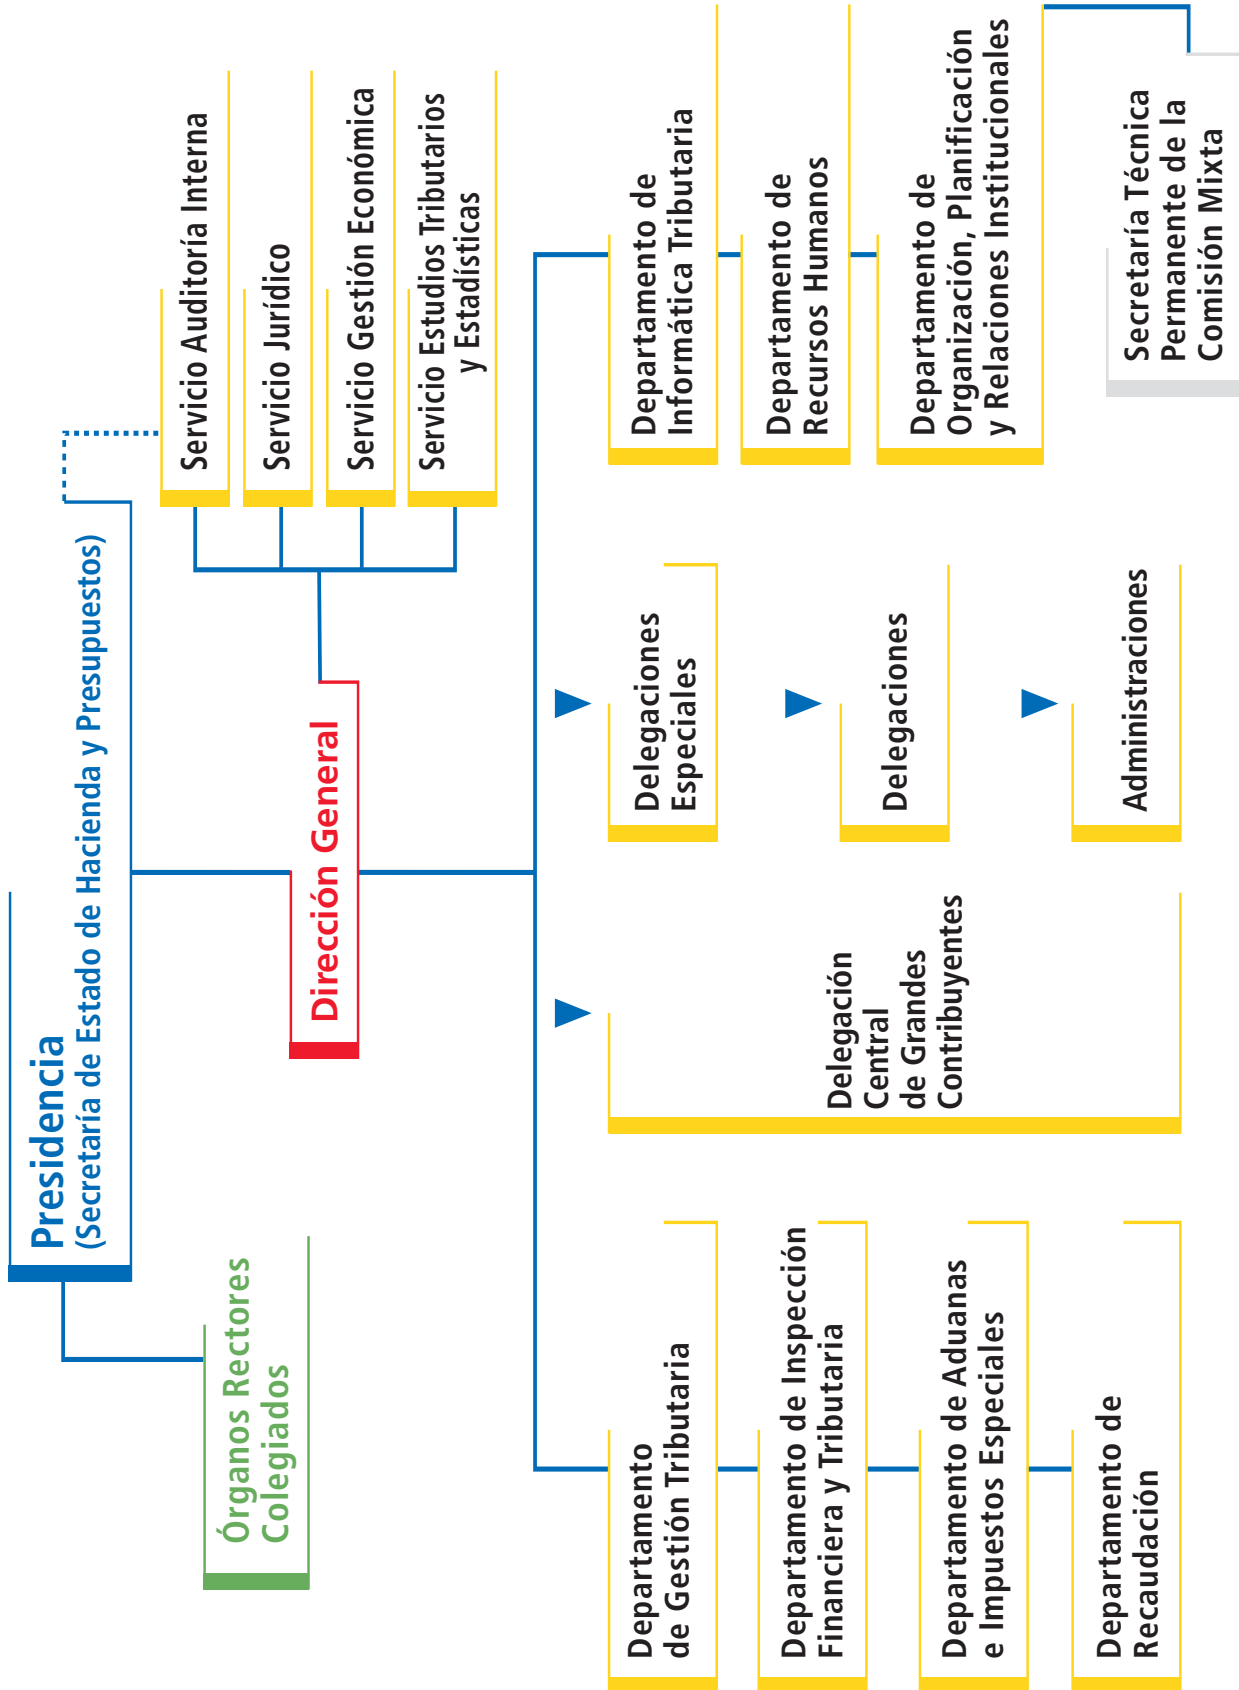 Presidencia
(Secretaría de Estado de Hacienda y Presupuestos)
Órganos Rectores
Colegiados
Dirección General
Servicio Auditoría Interna
Servicio Jurídico
Servicio Gestión Económica
Servicio Estudios Tributarios
y Estadísticas
Departamento
de Gestión Tributaria
Departamento de Inspección
Financiera y Tributaria
Departamento de Aduanas
e Impuestos Especiales
Departamento de
Recaudación
Delegación
Central
de Grandes
Contribuyentes
Delegaciones
Especiales
Delegaciones
Administraciones
Departamento de
Informática Tributaria
Departamento de
Recursos Humanos
Departamento de
Organización, Planificación
y Relaciones Institucionales
Secretaría Técnica
Permanente de la
Comisión Mixta